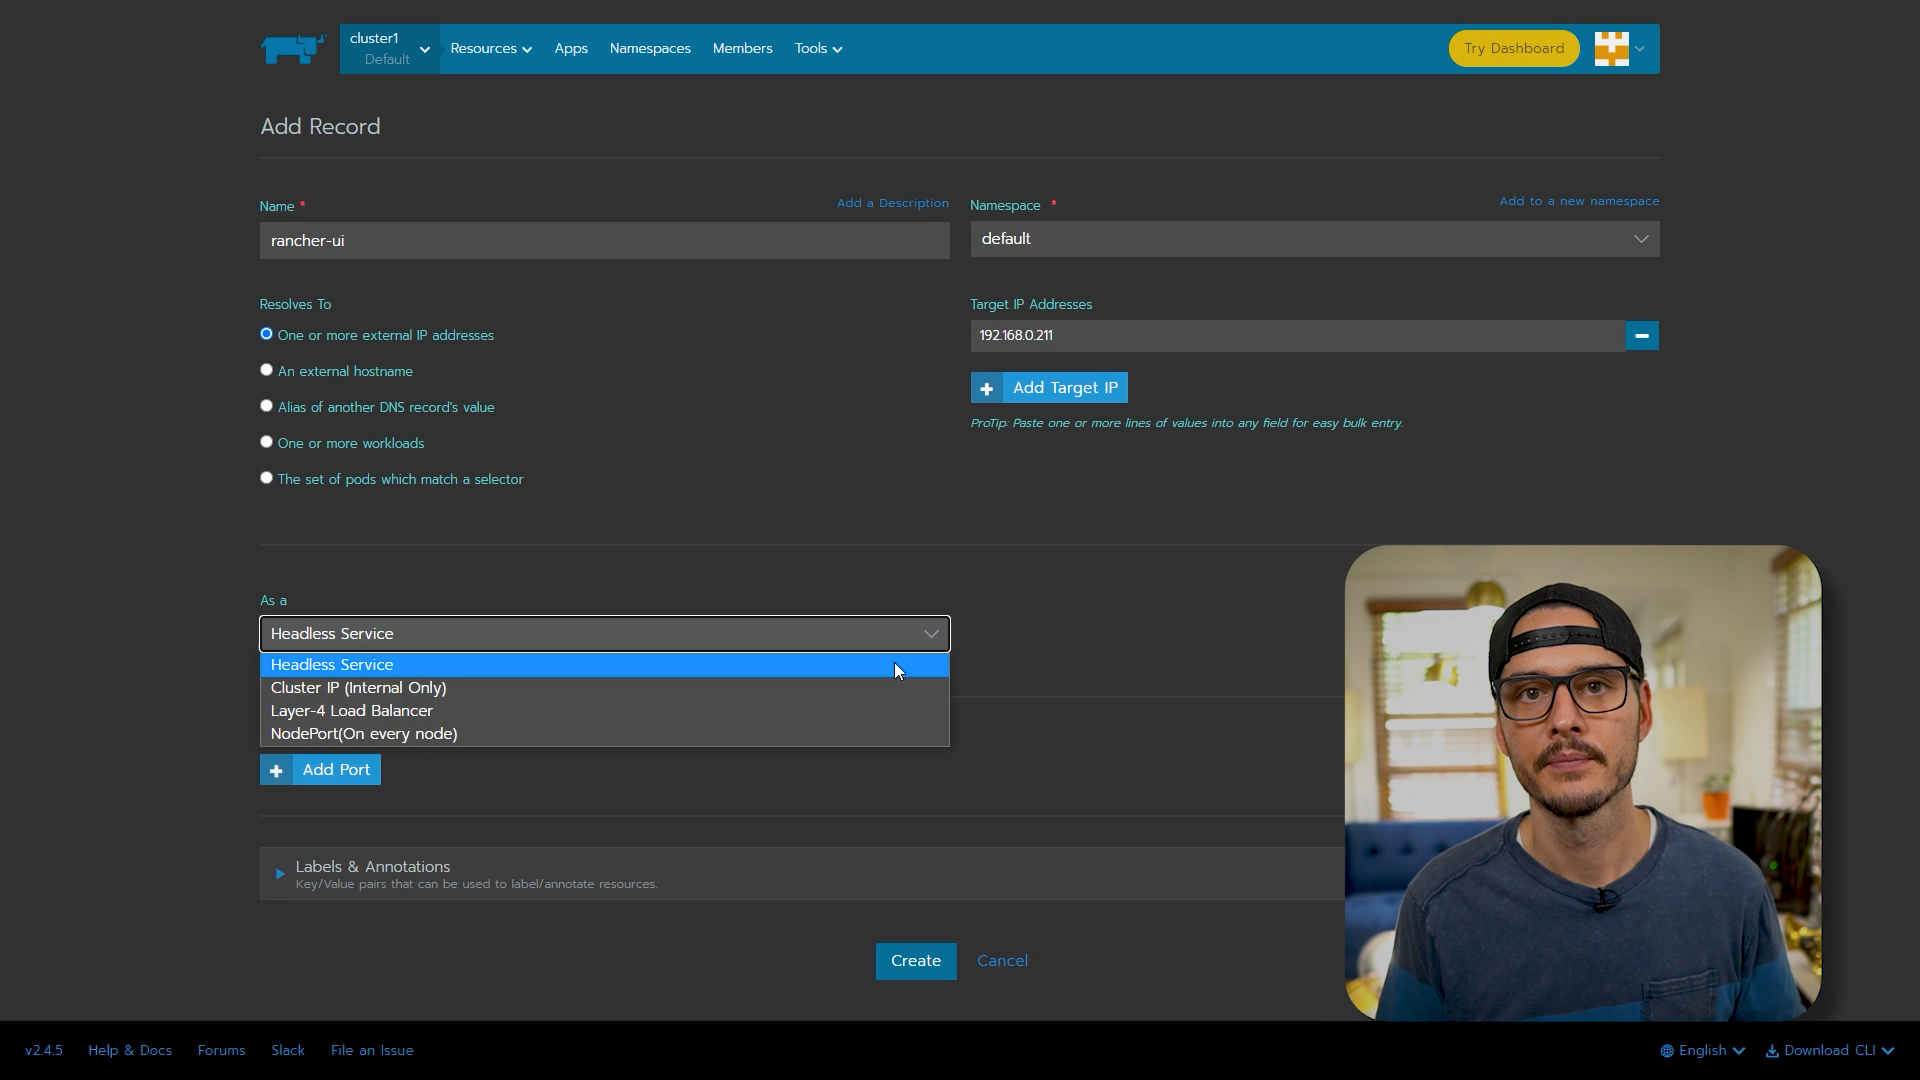 cluster1
Default
Resources
Apps
Namespaces
Members
Tools
Try Dashboard
Add Record
Name *
Add a Description
rancher-ui
Namespace *
Add to a new namespace
default
Resolves To
One or more external IP addresses
An external hostname
Alias of another DNS record's value
One or more workloads
The set of pods which match a selector
Target IP Addresses
192.168.0.211
Add Target IP
ProTip: Paste one or more lines of values into any field for easy bulk entry.
As a
Headless Service
Headless Service
Cluster IP (Internal Only)
Layer-4 Load Balancer
NodePort(On every node)
Add Port
Labels & Annotations
Key/Value pairs that can be used to label/annotate resources.
Create
Cancel
v2.4.5
Help & Docs
Forums
Slack
File an Issue
English
Download CLI